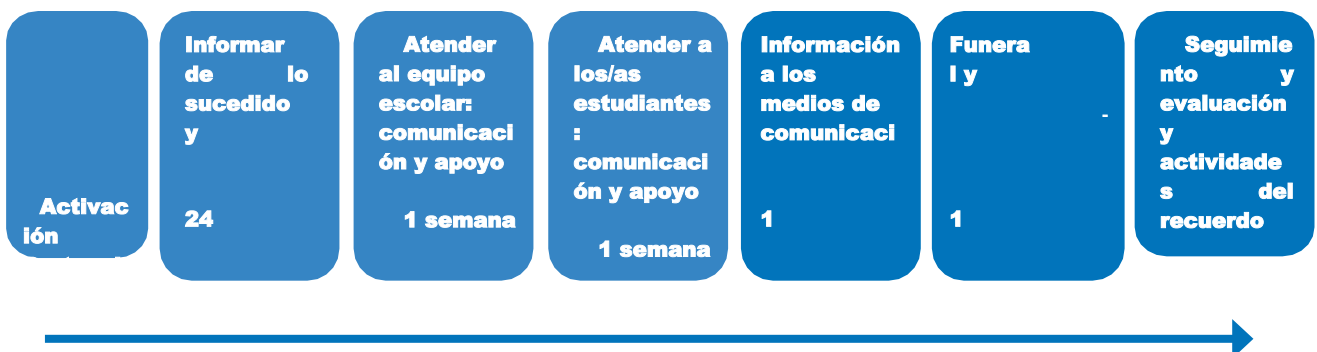 Activac
ión
Informar
de lo
sucedido
y
24
Atender
al equipo
escolar:
comunicaci
ón y apoyo
1 semana
Atender a
los/as
estudiantes
:
comunicaci
ón y apoyo
1 semana
Información
a los
medios de
comunicaci
1
Funera
l y
-
1
Seguimie
nto y
evaluación
y
actividade
s del
recuerdo